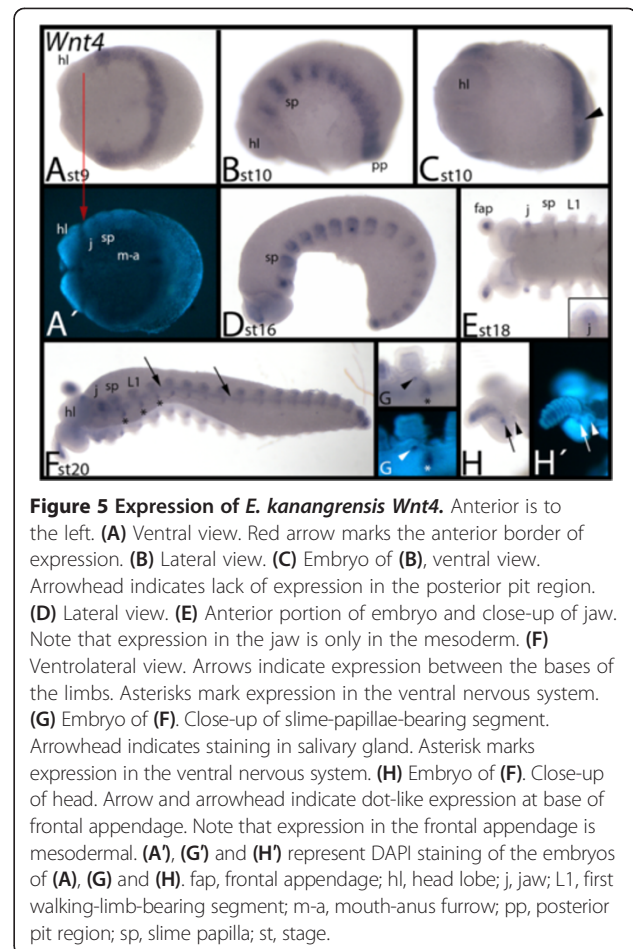 Wnt4
hl
A st9
sp
hl
pp
B st10
hl
C st10
hl
j
sp
m-a
A´
sp
D st16
fap
j
sp
L1
j
E st18
hl
j
sp
L1
* * *
F st20
*
G
*
G
H
H´
Figure 5 Expression of E. kanangrensis Wnt4. Anterior is to
the left. (A) Ventral view. Red arrow marks the anterior border of
expression. (B) Lateral view. (C) Embryo of (B), ventral view.
Arrowhead indicates lack of expression in the posterior pit region.
(D) Lateral view. (E) Anterior portion of embryo and close-up of jaw.
Note that expression in the jaw is only in the mesoderm. (F)
Ventrolateral view. Arrows indicate expression between the bases of
the limbs. Asterisks mark expression in the ventral nervous system.
(G) Embryo of (F). Close-up of slime-papillae-bearing segment.
Arrowhead indicates staining in salivary gland. Asterisk marks
expression in the ventral nervous system. (H) Embryo of (F). Close-up
of head. Arrow and arrowhead indicate dot-like expression at base of
frontal appendage. Note that expression in the frontal appendage is
mesodermal. (A'), (G') and (H') represent DAPI staining of the embryos
of (A), (G) and (H). fap, frontal appendage; hl, head lobe; j, jaw; L1, first
walking-limb-bearing segment; m-a, mouth-anus furrow; pp, posterior
pit region; sp, slime papilla; st, stage.